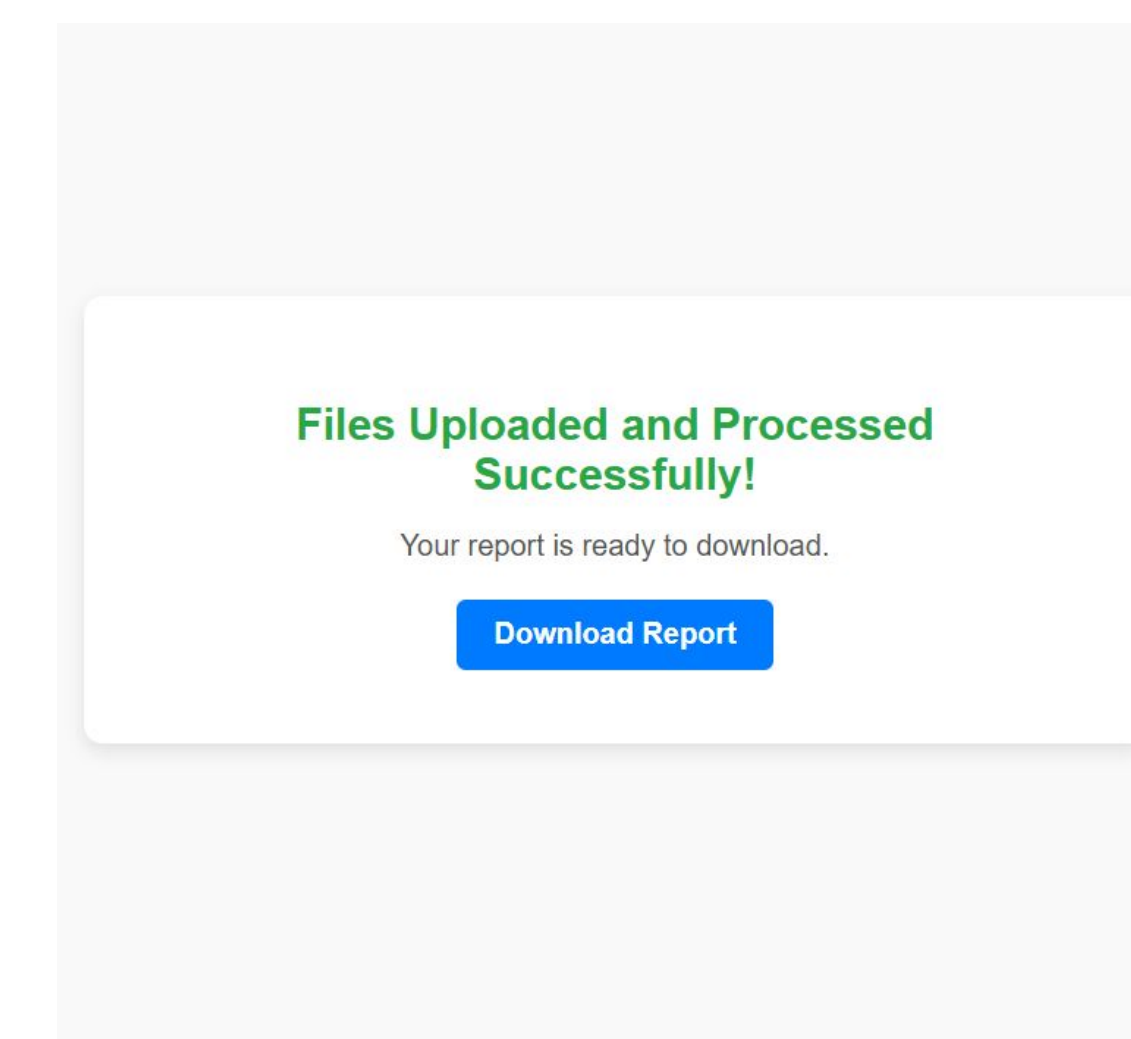 Files Uploaded and Processed
Successfully!
Your report is ready to download.
Download Report